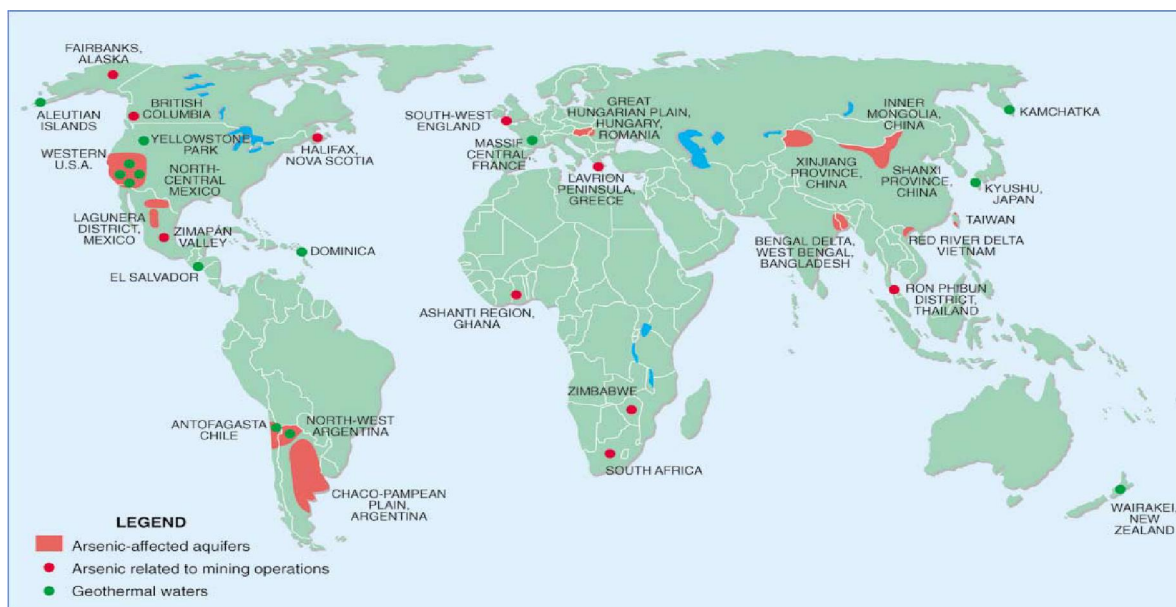 FAIRBANKS,
ALASKA
ALEUTIAN
ISLANDS
BRITISH
COLUMBIA
YELLOWSTONE,
PARK
HALIFAX,
NOVA SCOTIA
WESTERN
U.S.A.
NORTH-
CENTRAL
MEXICO
LAGUNERA
DISTRICT,
MEXICO
ZIMAPÁN
VALLEY
DOMINICA
EL SALVADOR
SOUTH-WEST
ENGLAND
GREAT
HUNGARIAN PLAIN,
HUNGARY,
ROMANIA
MASSIF
CENTRAL,
FRANCE
LAVRION
PENINSULA,
GREECE
INNER
MONGOLIA,
CHINA
KAMCHATKA
XINJIANG
PROVINCE,
CHINA
SHANXI
PROVINCE,
CHINA
KYUSHU,
JAPAN
TAIWAN
BENGAL DELTA,
WEST BENGAL,
BANGLADESH
RED RIVER DELTA
VIETNAM
RON PHIBUN
DISTRICT,
THAILAND
ASHANTI REGION,
GHANA
ZIMBABWE
SOUTH AFRICA
ANTOFAGASTA
CHILE
NORTH-WEST
ARGENTINA
CHACO-PAMPEAN
PLAIN,
ARGENTINA
WAIRAKEI,
NEW
ZEALAND
LEGEND
Arsenic-affected aquifers
Arsenic related to mining operations
Geothermal waters